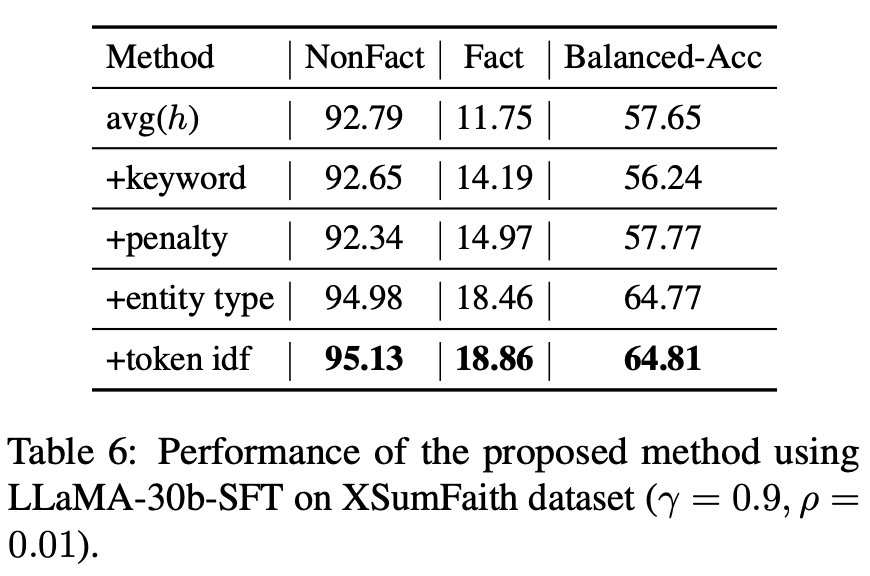 Method | NonFact | Fact | Balanced-Acc
avg(h) | 92.79 | 11.75 | 57.65
+keyword | 92.65 | 14.19 | 56.24
+penalty | 92.34 | 14.97 | 57.77
+entity type | 94.98 | 18.46 | 64.77
+token idf | 95.13 | 18.86 | 64.81
Table 6: Performance of the proposed method using
LLaMA-30b-SFT on XSumFaith dataset (γ = 0.9, ρ =
0.01).